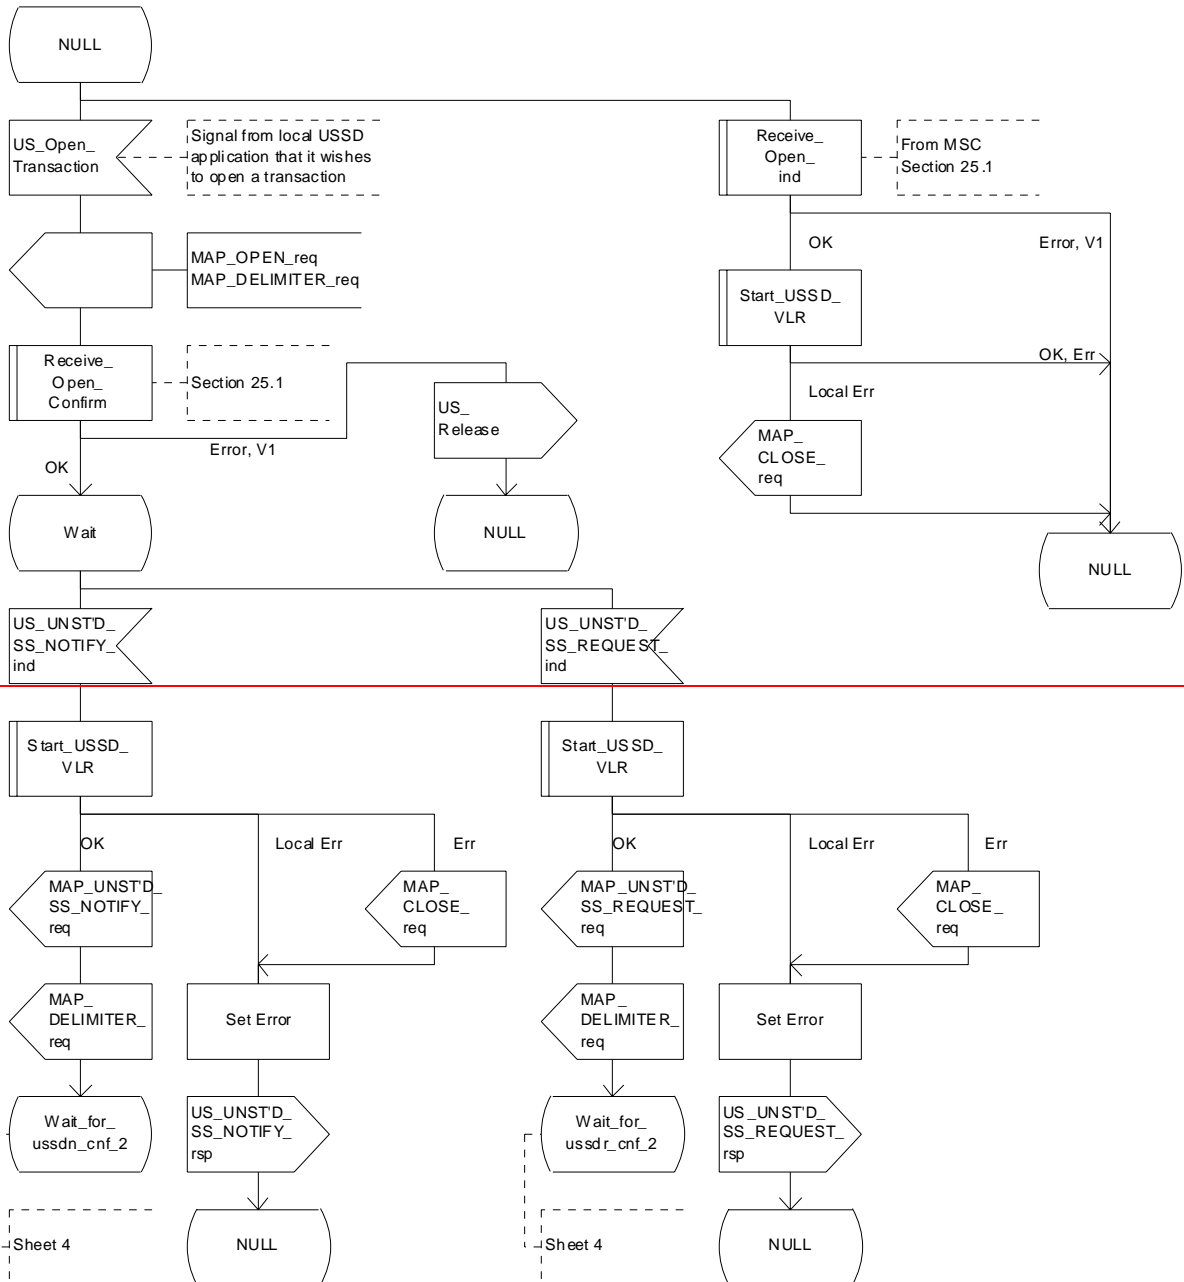 NULL
US_Open_
Transaction
Signal from local USSD
application that it wishes
to open a transaction
Receive_
Open_
ind
From MSC
Section 25.1
MAP_OPEN_req
MAP_DELIMITER_req
OK
Error, V1
Start_USSD_
VLR
Receive_
Open_
Confirm
Section 25.1
OK, Err
Local Err
US_
Release
Error, V1
OK
MAP_
CLOSE_
req
Wait
NULL
NULL
US_UNST'D_
SS_NOTIFY_
ind
US_UNST'D_
SS_REQUEST_
ind
Start_USSD_
VLR
Start_USSD_
VLR
OK
Local Err
Err
OK
Local Err
Err
MAP_UNST'D_
SS_NOTIFY_
req
MAP_
CLOSE_
req
MAP_UNST'D_
SS_REQUEST_
req
MAP_
CLOSE_
req
MAP_
DELIMITER_
req
Set Error
MAP_
DELIMITER_
req
Set Error
Wait_for_
ussdn_cnf_2
US_UNST'D_
SS_NOTIFY_
rsp
Wait_for_
ussdr_cnf_2
US_UNST'D_
SS_REQUEST_
rsp
Sheet 4
NULL
Sheet 4
NULL